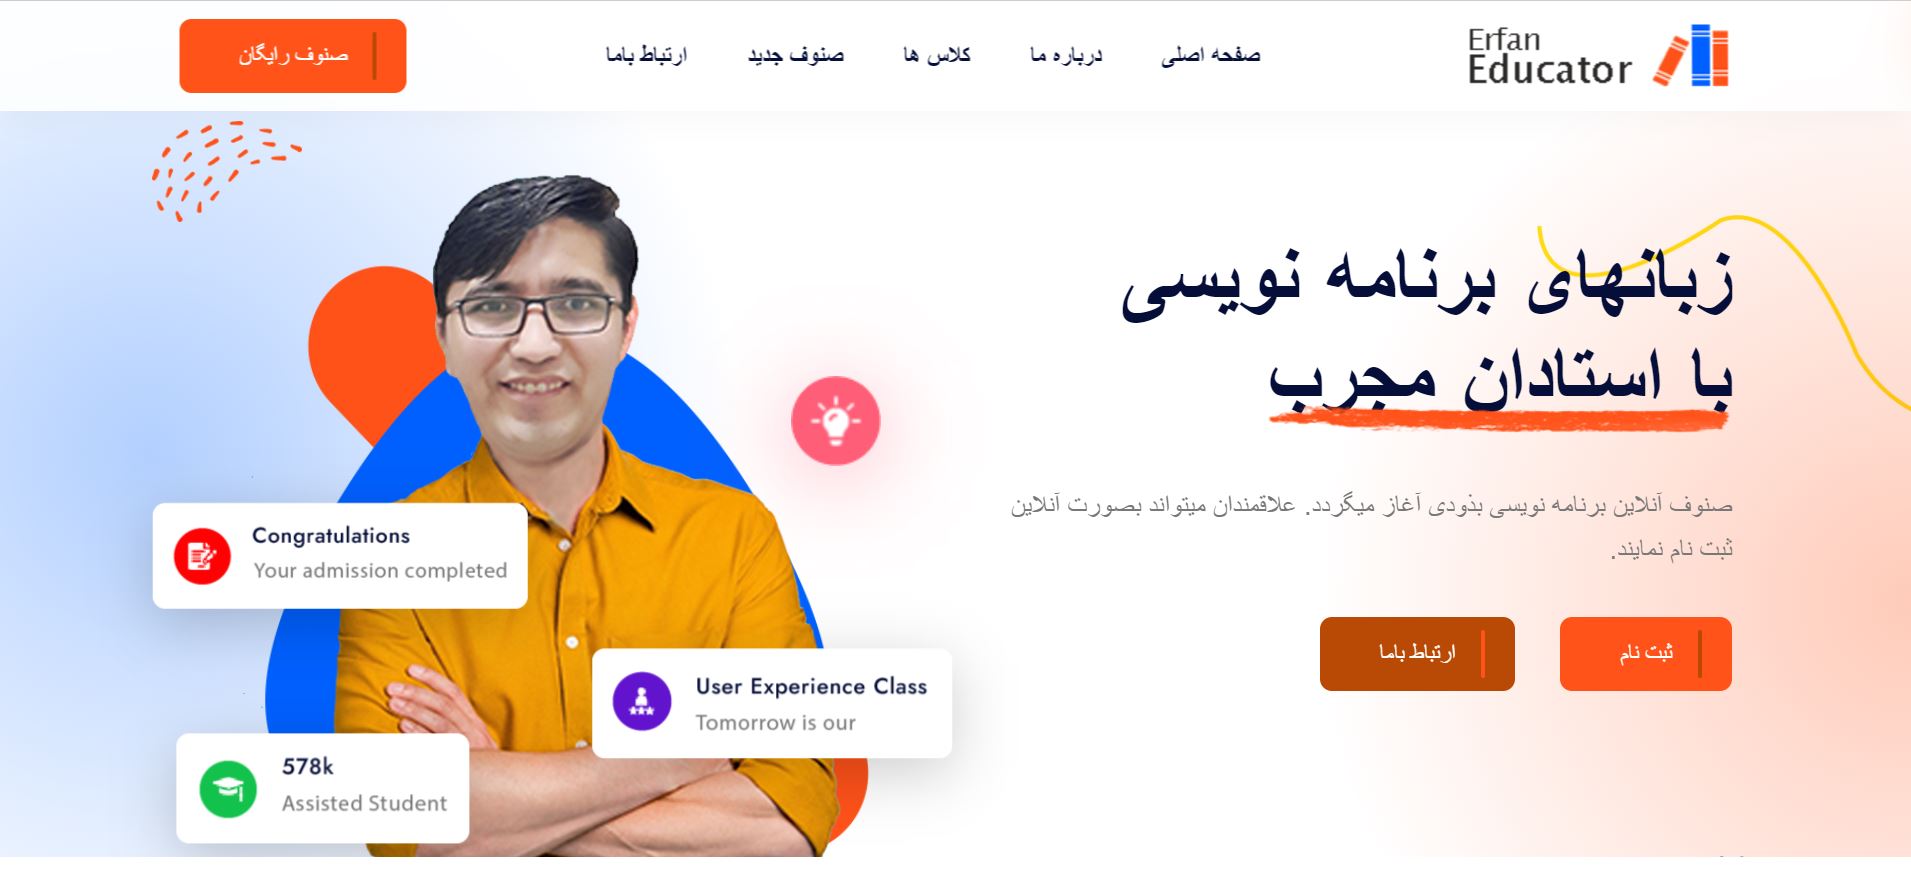 Erfan
Educator
صفحه اصلی
درباره ما
کلاس ها
صنوف جدید
ارتباط باما
صنوف رایگان
زبانهای برنامه نویسی
با استادان مجرب
صنوف آنلاین برنامه نویسی بذودی آغاز میگردد. علاقمندان میتواند بصورت آنلاین
ثبت نام نمایند.
ثبت نام
ارتباط باما
Congratulations
Your admission completed
User Experience Class
Tomorrow is our
578k
Assisted Student